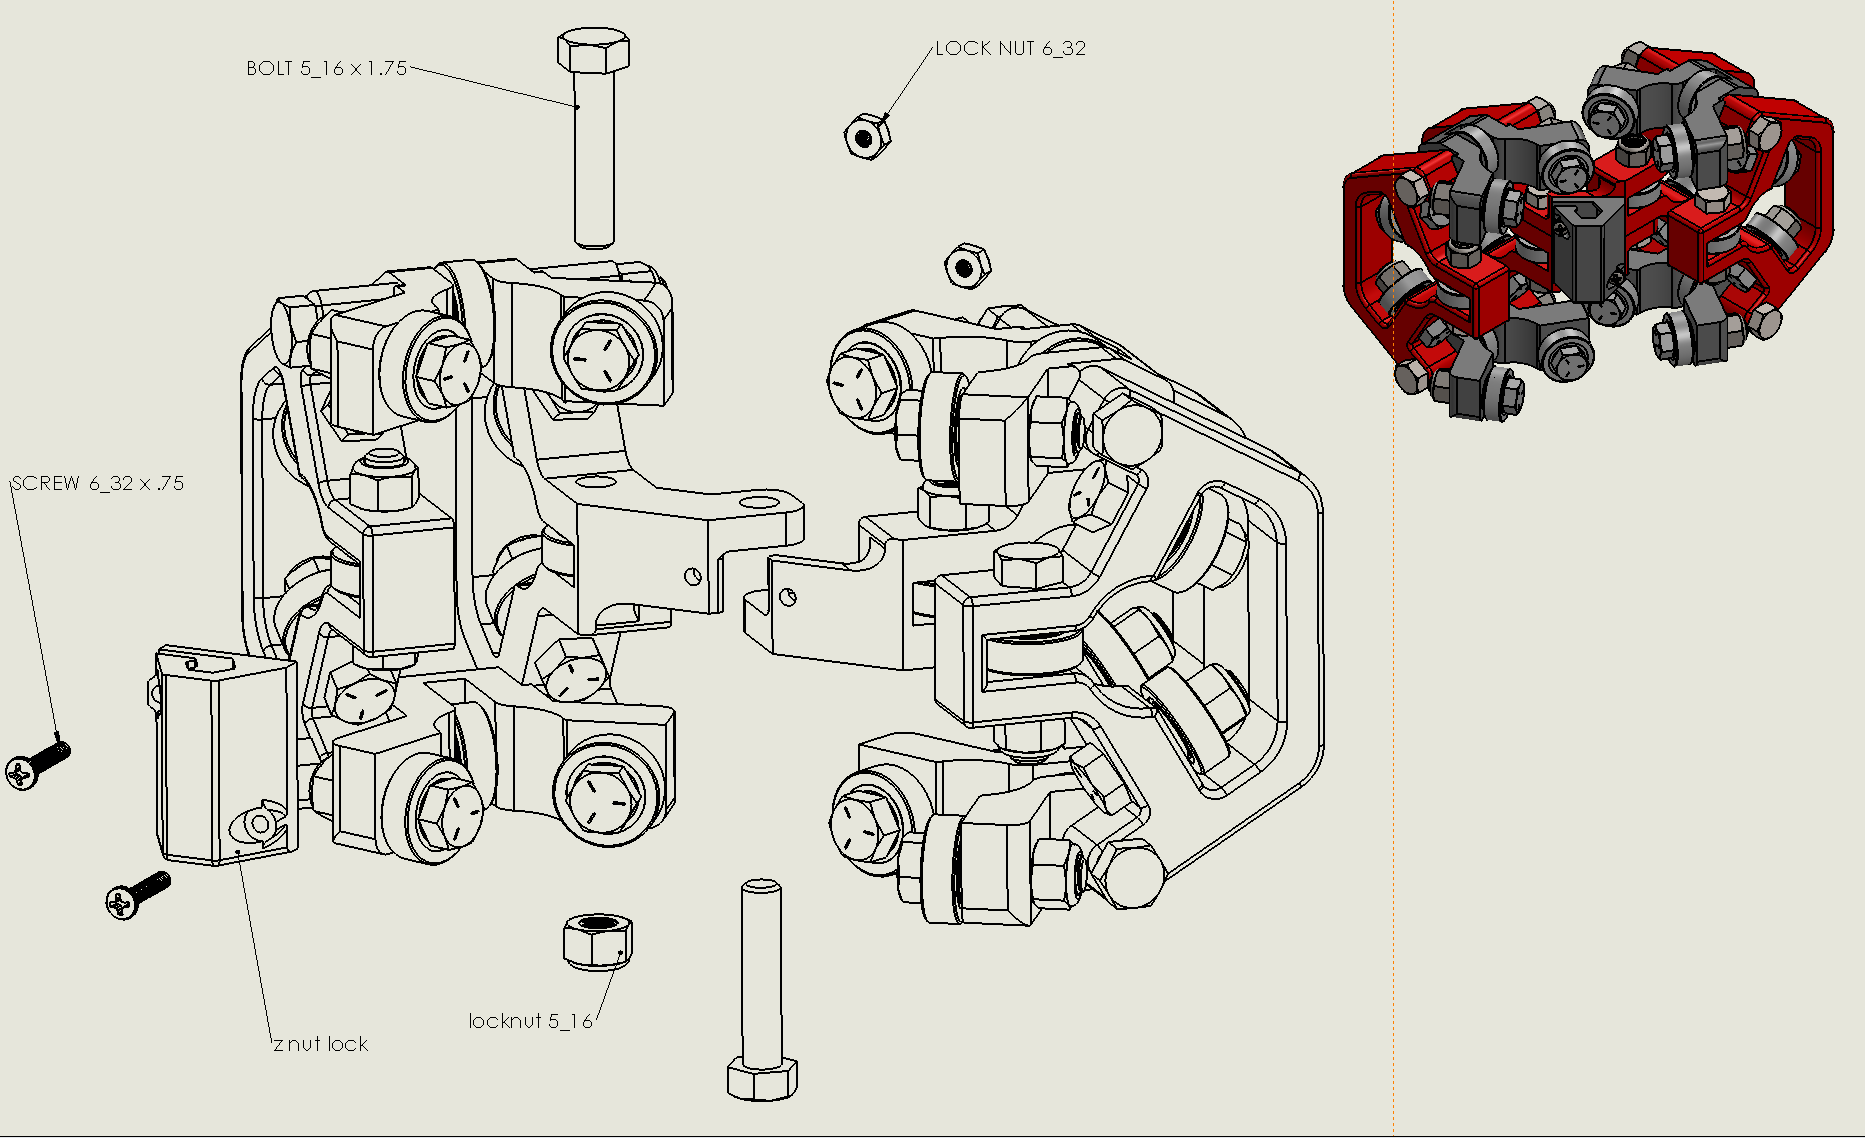 BOLT 5_16 x 1.75
LOCK NUT 6_32
SCREW 6_32 x .75
locknut 5_16
z nut lock